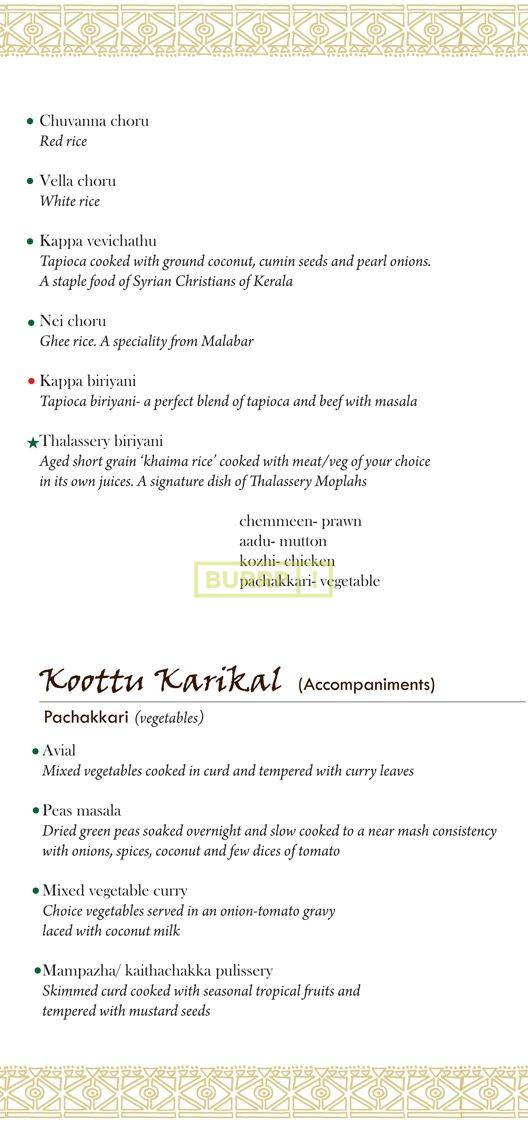 Chuvanna choru
Red rice
Vella choru
White rice
Kappa vevichathu
Tapioca cooked with ground coconut, cumin seeds and pearl onions.
A staple food of Syrian Christians of Kerala
Nei choru
Ghee rice. A speciality from Malabar
Kappa biriyani
Tapioca biriyani- a perfect blend of tapioca and beef with masala
Thalassery biriyani
Aged short grain ‘khaima rice’ cooked with meat/veg of your choice
in its own juices. A signature dish of Thalassery Moplahs
chemmeen- prawn
aadu- mutton
kozhi- chicken
pachakkari- vegetable
Koottu Karikal (Accompaniments)
Pachakkari (vegetables)
Avial
Mixed vegetables cooked in curd and tempered with curry leaves
Peas masala
Dried green peas soaked overnight and slow cooked to a near mash consistency
with onions, spices, coconut and few dices of tomato
Mixed vegetable curry
Choice vegetables served in an onion-tomato gravy
laced with coconut milk
Mampazha/ kaithachakka pulissery
Skimmed curd cooked with seasonal tropical fruits and
tempered with mustard seeds